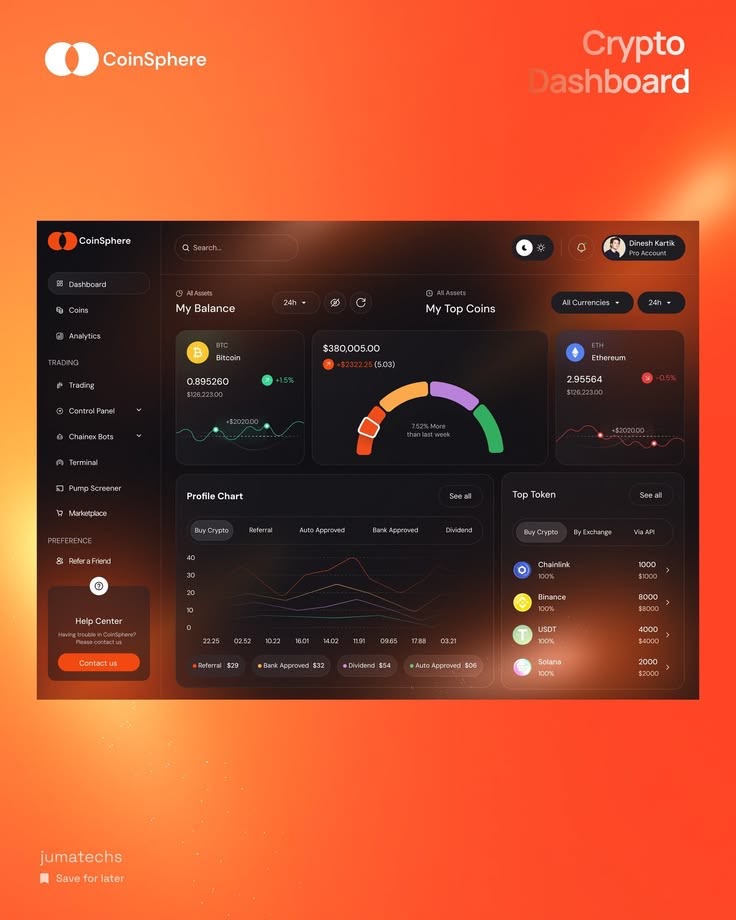 CoinSphere
Crypto
Dashboard
CoinSphere
Search...
Dinesh Kartik
Pro Account
Dashboard
Coins
Analytics
TRADING
Trading
Control Panel
Chainex Bots
Terminal
Pump Screener
Marketplace
PREFERENCE
Refer a Friend
Help Center
Having trouble in CoinSphere?
Please contact us
Contact us
All Assets
My Balance
24h
All Assets
My Top Coins
All Currencies
24h
BTC
Bitcoin
0.895260
+1.5%
$126,223.00
+$2020.00
$380,005.00
+$2322.25 (5.03)
7.52% More
than last week
ETH
Ethereum
2.95564
-0.5%
$126,223.00
+$2020.00
Profile Chart
See all
Buy Crypto Referral Auto Approved Bank Approved Dividend
40
30
20
10
0
22.25 02.52 10.22 16.01 14.02 11.91 09.65 17.88 03.21
Referral $29 Bank Approved $32 Dividend $54 Auto Approved $06
Top Token
See all
Buy Crypto By Exchange Via API
Chainlink 1000
100% $1000
Binance 8000
100% $8000
USDT 4000
100% $4000
Solana 2000
100% $2000
jumatechs
Save for later